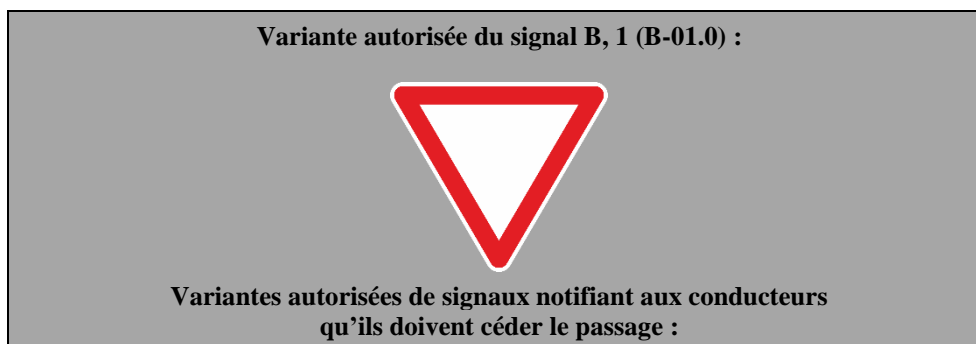 Variante autorisée du signal B, 1 (B-01.0) :
Variantes autorisées de signaux notifiant aux conducteurs
qu’ils doivent céder le passage :